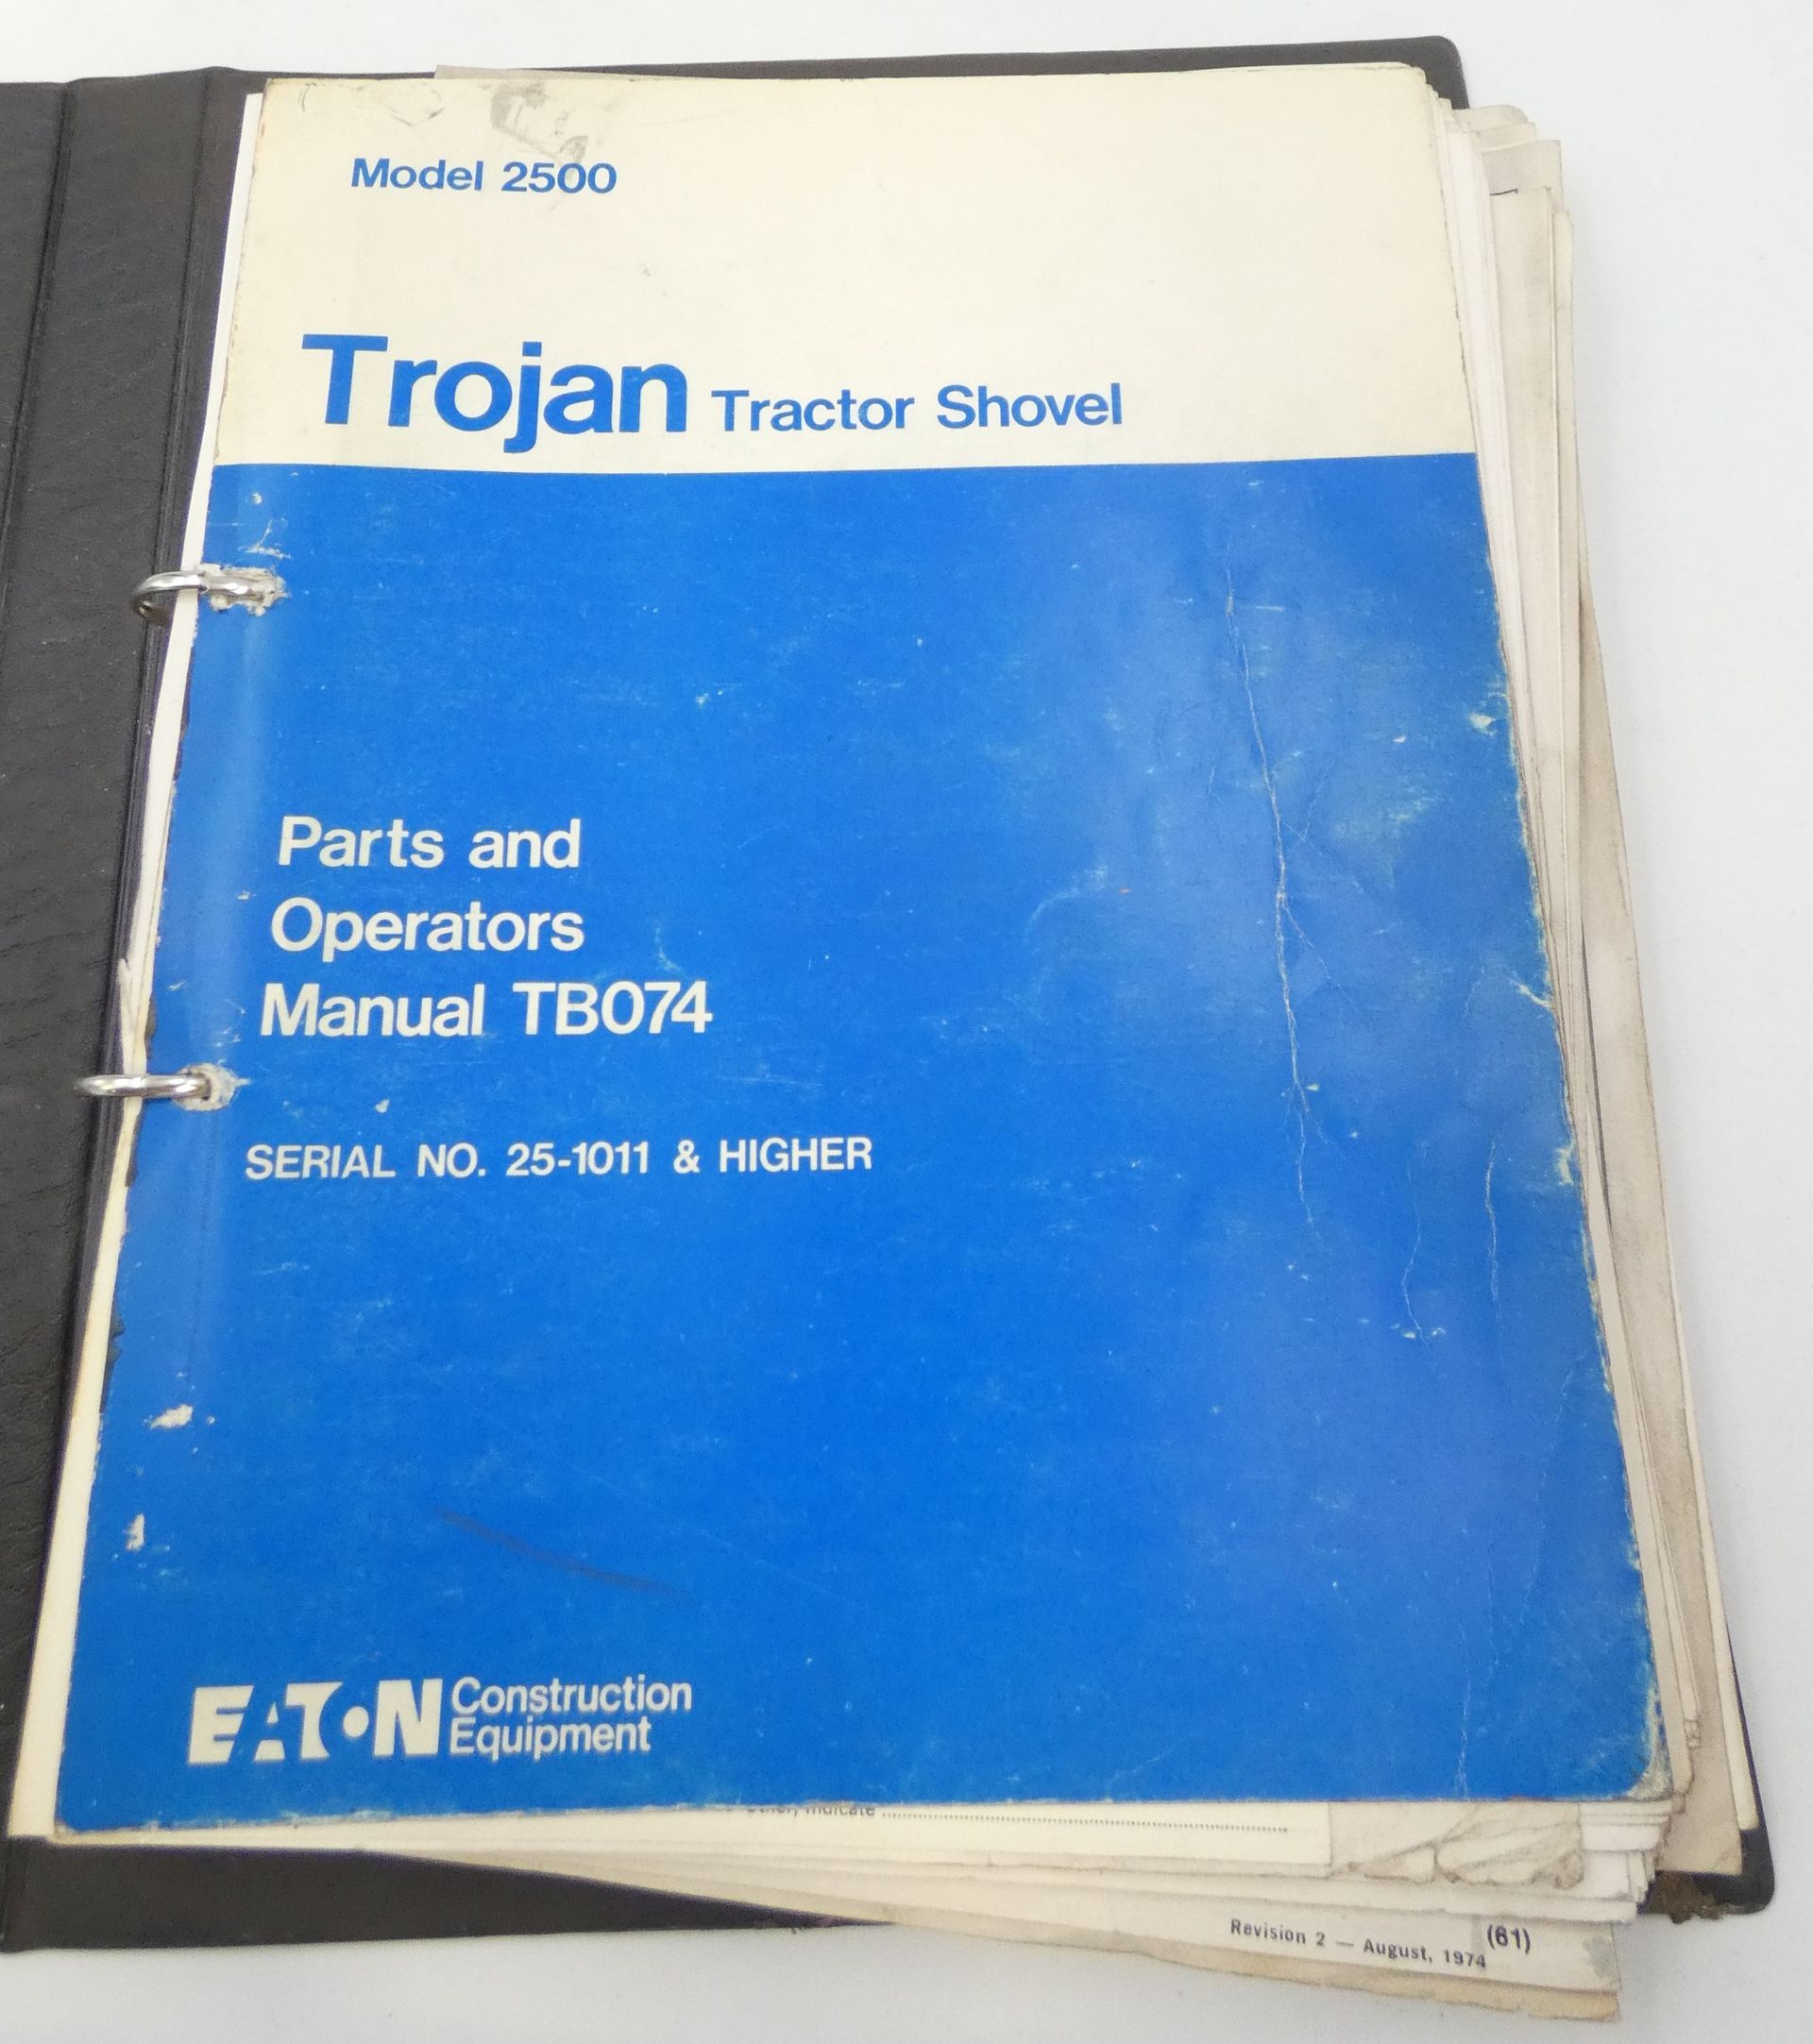 Model 2500
Trojan Tractor Shovel
Parts and
Operators
Manual TB074
SERIAL NO. 25-1011 & HIGHER
EATON Construction
Equipment
indicate
Revision 2 — August, 1974 (61)